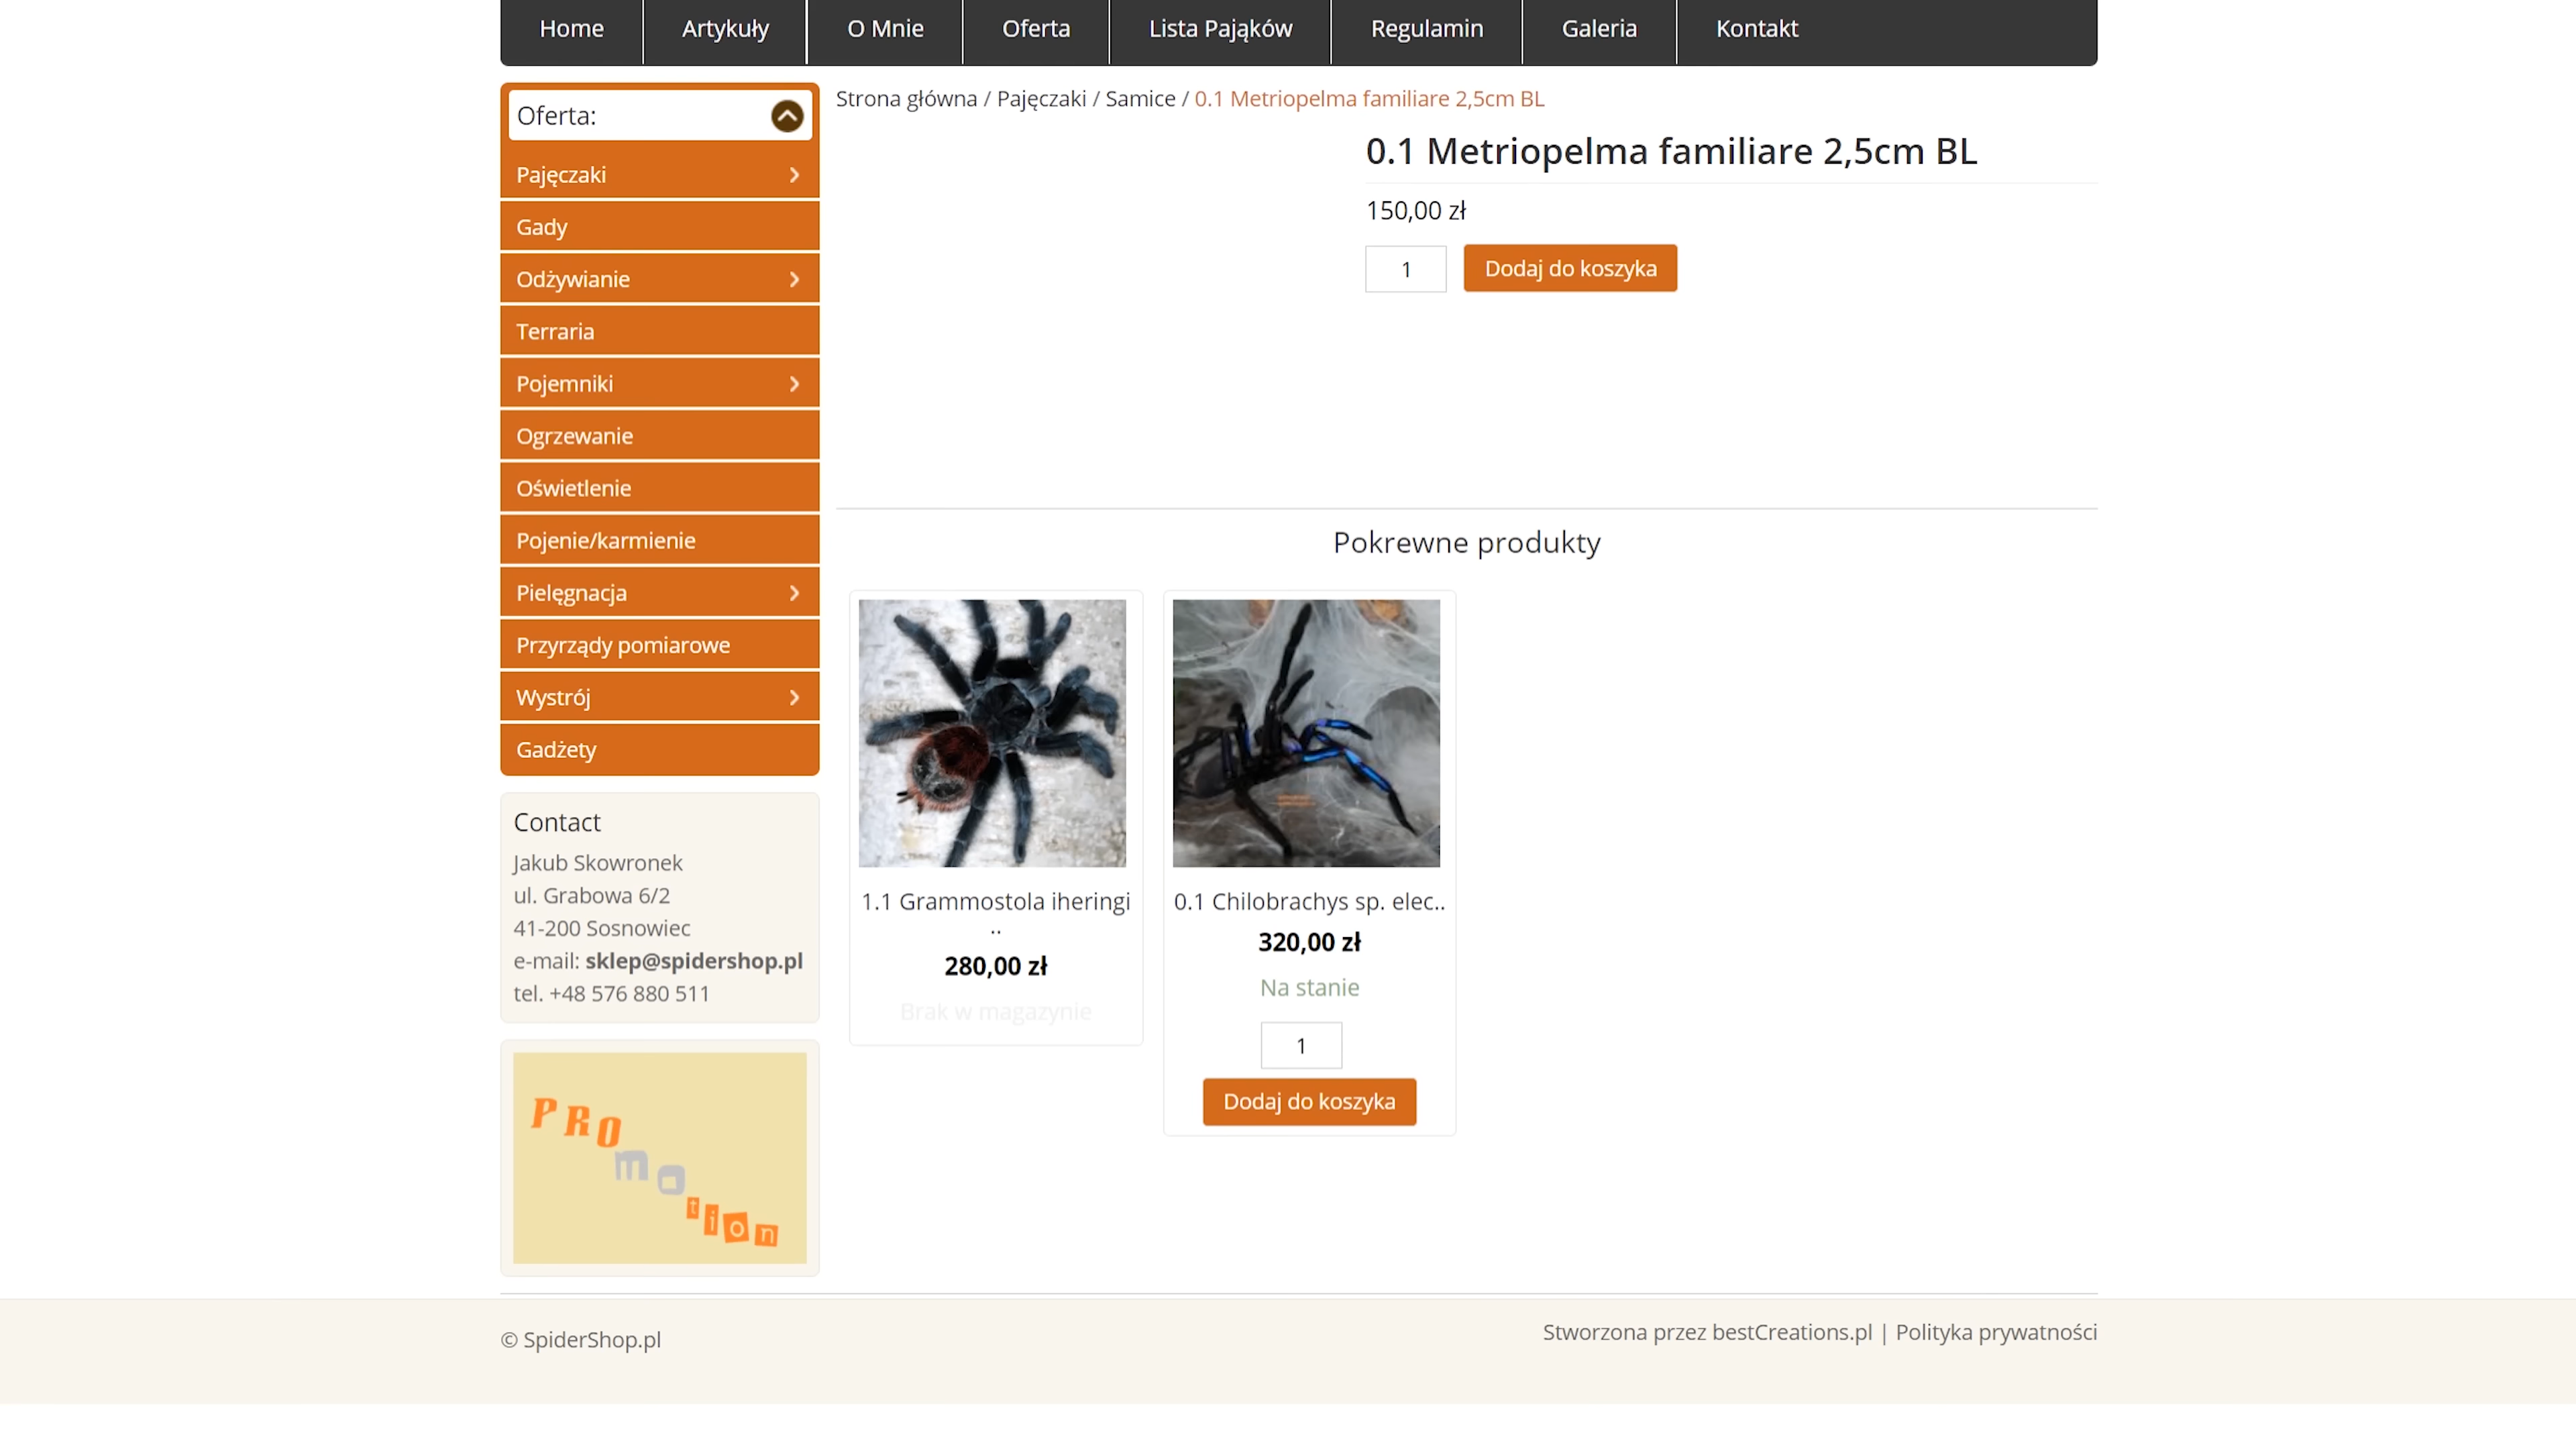 Home
Artykuły
O Mnie
Oferta
Lista Pająków
Regulamin
Galeria
Kontakt
Oferta:
Pajęczaki
Gady
Odżywianie
Terraria
Pojemniki
Ogrzewanie
Oświetlenie
Pojenie/karmienie
Pielęgnacja
Przyrządy pomiarowe
Wystrój
Gadżety
Contact
Jakub Skowronek
ul. Grabowa 6/2
41-200 Sosnowiec
e-mail: sklep@spidershop.pl
tel. +48 576 880 511
PROmotion
Strona główna / Pajęczaki / Samice / 0.1 Metriopelma familiare 2,5cm BL
0.1 Metriopelma familiare 2,5cm BL
150,00 zł
1
Dodaj do koszyka
Pokrewne produkty
1.1 Grammostola iheringi
..
280,00 zł
Brak w magazynie
0.1 Chilobrachys sp. elec..
320,00 zł
Na stanie
1
Dodaj do koszyka
© SpiderShop.pl
Stworzona przez bestCreations.pl | Polityka prywatności